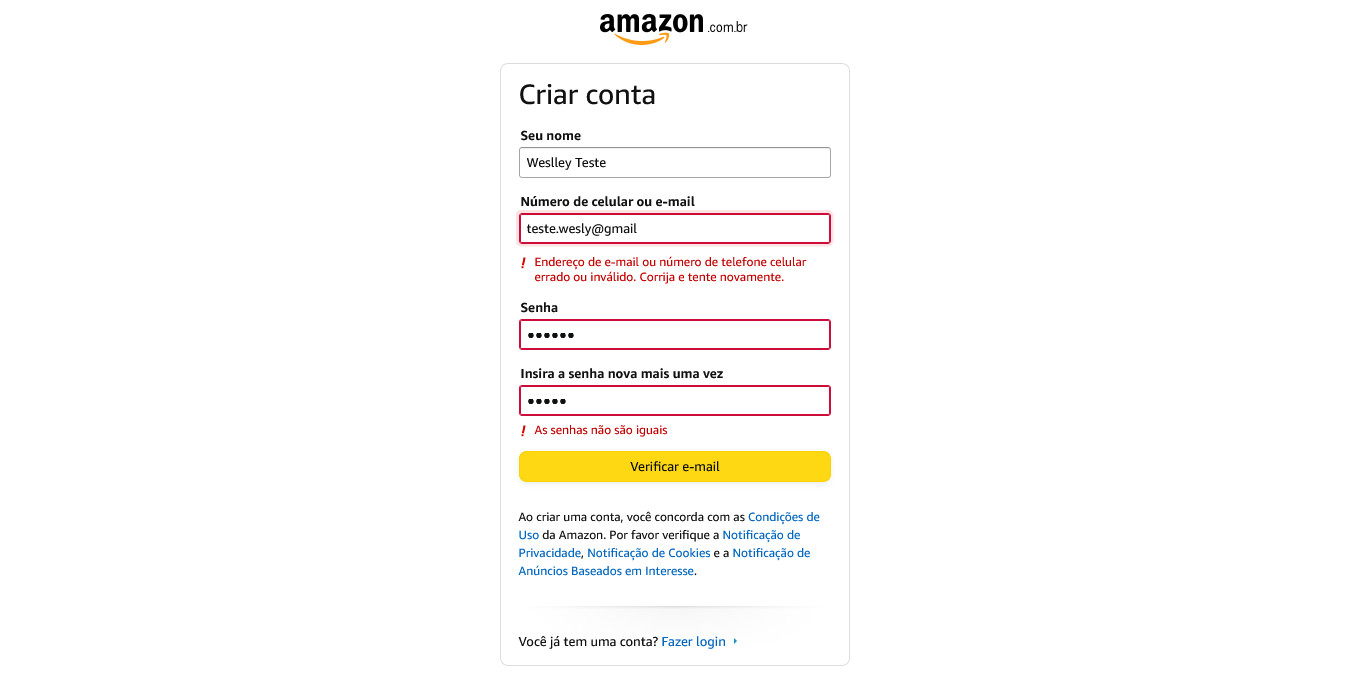 amazon.com.br
Criar conta
Seu nome
Weslley Teste
Número de celular ou e-mail
teste.wesly@gmail
! Endereço de e-mail ou número de telefone celular
errado ou inválido. Corrija e tente novamente.
Senha
••••••
Insira a senha nova mais uma vez
•••••
! As senhas não são iguais
Verificar e-mail
Ao criar uma conta, você concorda com as Condições de
Uso da Amazon. Por favor verifique a Notificação de
Privacidade, Notificação de Cookies e a Notificação de
Anúncios Baseados em Interesse.
Você já tem uma conta? Fazer login